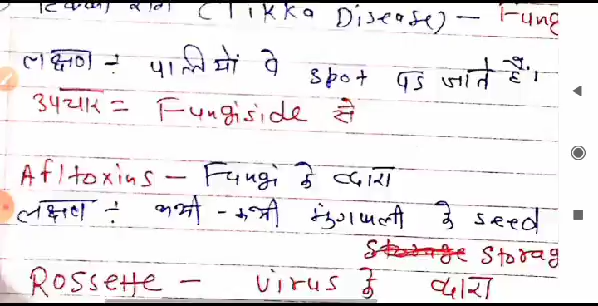 टिक्का रोग (Tikka Disease) - Fung
लक्षण ÷ पत्तियों पे spot पड़ जाते है।
उपचार = Fungiside से
Afltoxins - Fungi के द्वारा
लक्षण ÷ कभी - कभी मुंगफली के seed
Storage Storag
Rossette - virus के द्वारा